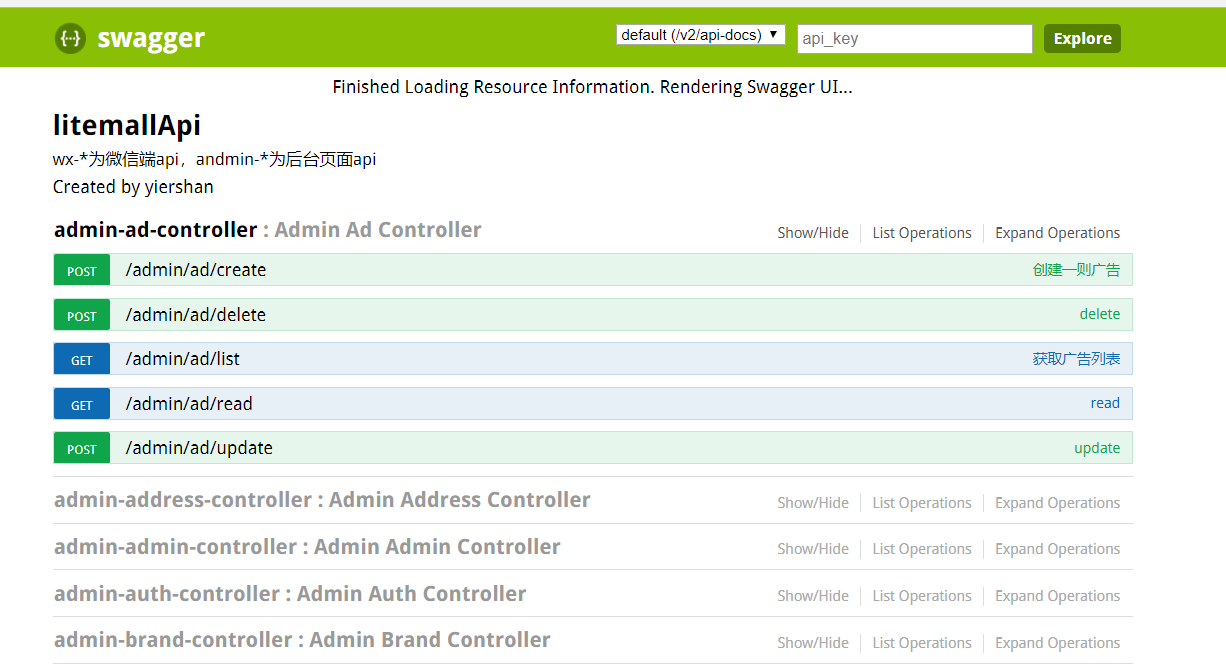 {···} swagger default (/v2/api-docs) ▼ api_key Explore
Finished Loading Resource Information. Rendering Swagger UI...
litemallApi
wx-*为微信端api，andmin-*为后台页面api
Created by yiershan
admin-ad-controller : Admin Ad Controller Show/Hide List Operations Expand Operations
POST /admin/ad/create 创建一则广告
POST /admin/ad/delete delete
GET /admin/ad/list 获取广告列表
GET /admin/ad/read read
POST /admin/ad/update update
admin-address-controller : Admin Address Controller Show/Hide List Operations Expand Operations
admin-admin-controller : Admin Admin Controller Show/Hide List Operations Expand Operations
admin-auth-controller : Admin Auth Controller Show/Hide List Operations Expand Operations
admin-brand-controller : Admin Brand Controller Show/Hide List Operations Expand Operations